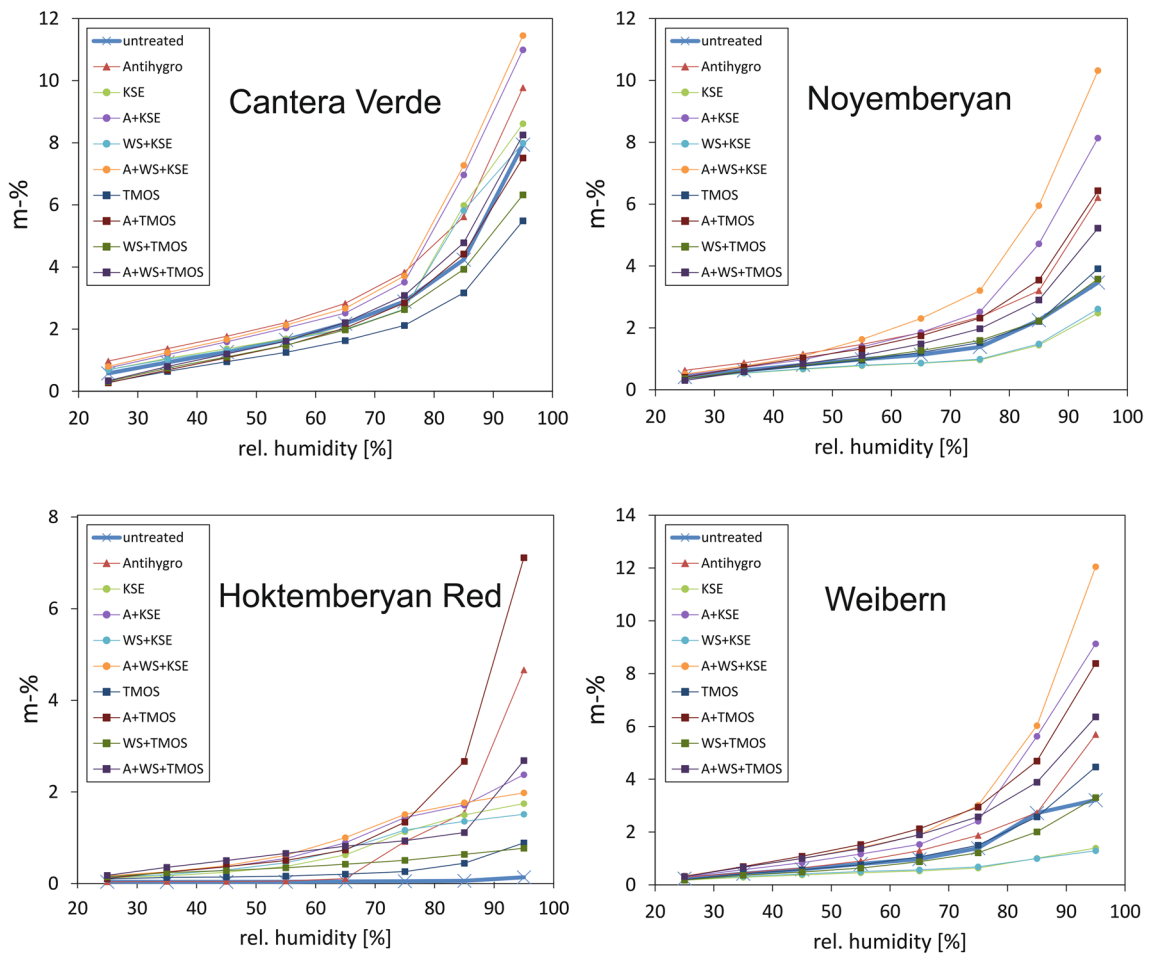 12
10
8
6
4
2
0
m-%
untreated
Antihygro
KSE
A+KSE
WS+KSE
A+WS+KSE
TMOS
A+TMOS
WS+TMOS
A+WS+TMOS
Cantera Verde
20 30 40 50 60 70 80 90 100
rel. humidity [%]
12
10
8
6
4
2
0
m-%
untreated
Antihygro
KSE
A+KSE
WS+KSE
A+WS+KSE
TMOS
A+TMOS
WS+TMOS
A+WS+TMOS
Noyemberyan
20 30 40 50 60 70 80 90 100
rel. humidity [%]
8
6
4
2
0
m-%
untreated
Antihygro
KSE
A+KSE
WS+KSE
A+WS+KSE
TMOS
A+TMOS
WS+TMOS
A+WS+TMOS
Hoktemberyan Red
20 30 40 50 60 70 80 90 100
rel. humidity [%]
14
12
10
8
6
4
2
0
m-%
untreated
Antihygro
KSE
A+KSE
WS+KSE
A+WS+KSE
TMOS
A+TMOS
WS+TMOS
A+WS+TMOS
Weibern
20 30 40 50 60 70 80 90 100
rel. humidity [%]